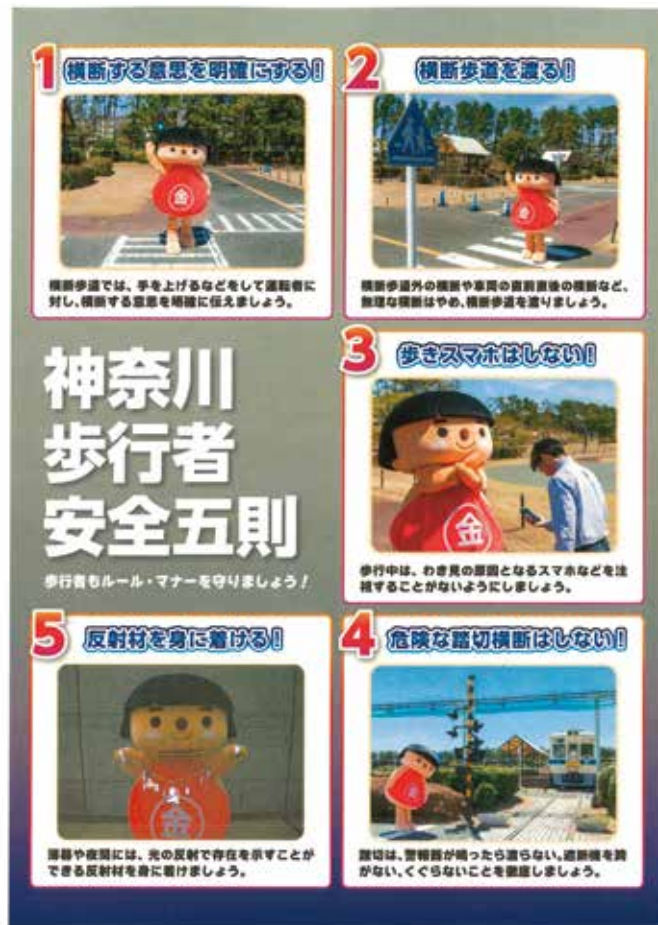 1 横断する意思を明確にする!
横断歩道では、手を上げるなどをして運転者に
対し、横断する意思を明確に伝えましょう。
2 横断歩道を渡る!
横断歩道外の横断や車両の直前直後の横断など、
無理な横断はやめ、横断歩道を渡りましょう。
神奈川
歩行者
安全五則
歩行者もルール・マナーを守りましょう!
3 歩きスマホはしない!
金
歩行中は、わき見の原因となるスマホなどを注
視することがないようにしましょう。
4 危険な踏切横断はしない!
踏切は、警報器が鳴ったら渡らない。遮断機を跨
がない、くぐらないことを徹底しましょう。
5 反射材を身に着ける!
金
薄暮や夜間には、光の反射で存在を示すことが
できる反射材を身に着けましょう。